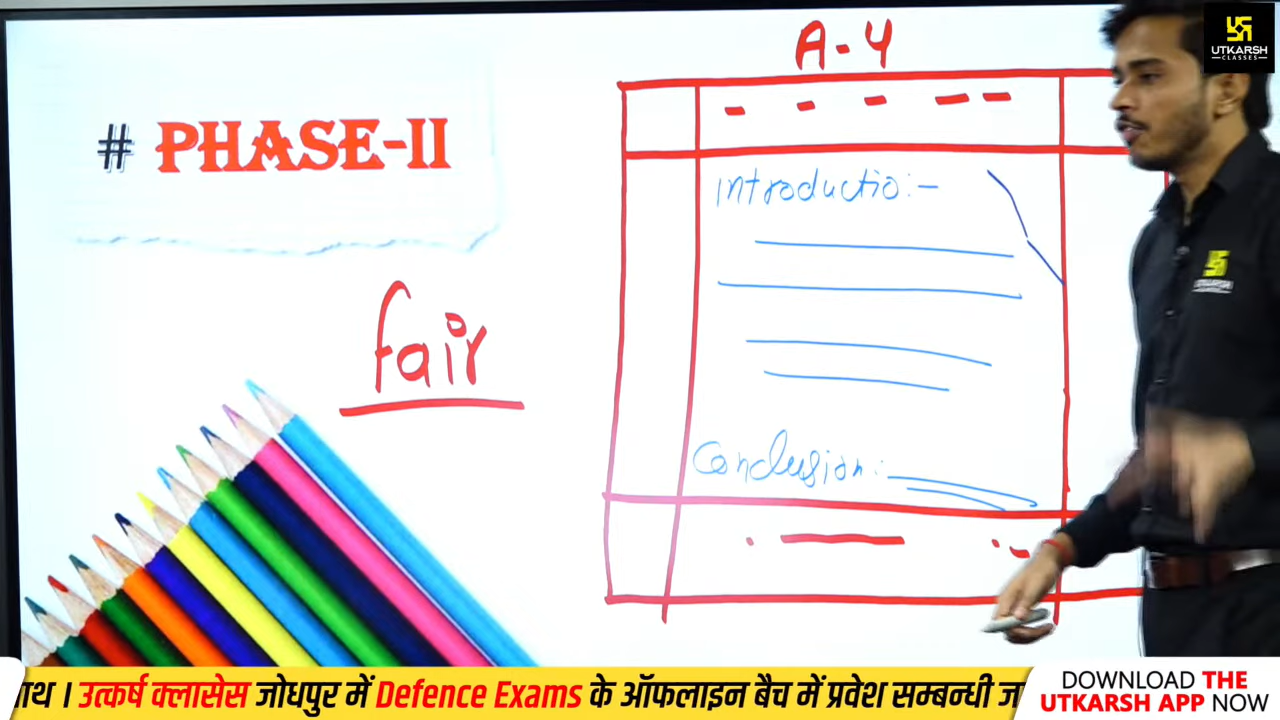 A-4
UTKARSH
CLASSES
# PHASE-II
Introductio:-
fair
Conclusion:-
UTKARSH
ाथ । उत्कर्ष क्लासेस जोधपुर में Defence Exams के ऑफलाइन बैच में प्रवेश सम्बन्धी ज
DOWNLOAD THE
UTKARSH APP NOW